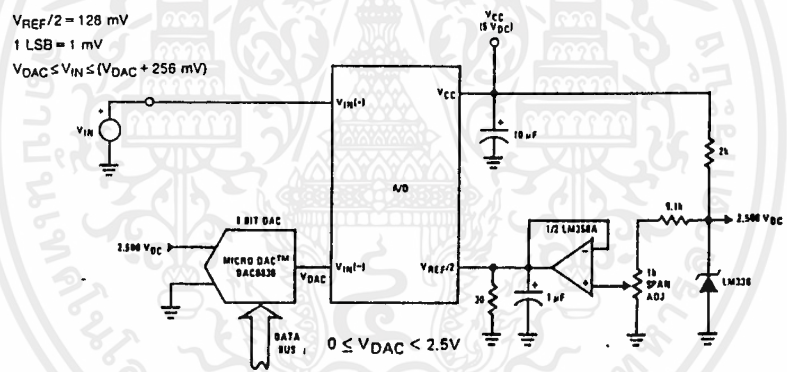 VREF/2 = 128 mV
1 LSB = 1 mV
VDAC ≤ VIN ≤ (VDAC + 256 mV)
VCC
(5 VDC)
VIN(+)
VCC
VIN
10 µF
2k
A/D
8 BIT DAC
9.1k
2.500 VDC
1/2 LM358A
2.500 VDC
MICRO DAC™
VDAC
VIN(−)
VREF/2
1k
SPAN
ADJ
1 µF
LM336
DATA
BUS
0 ≤ VDAC < 2.5V